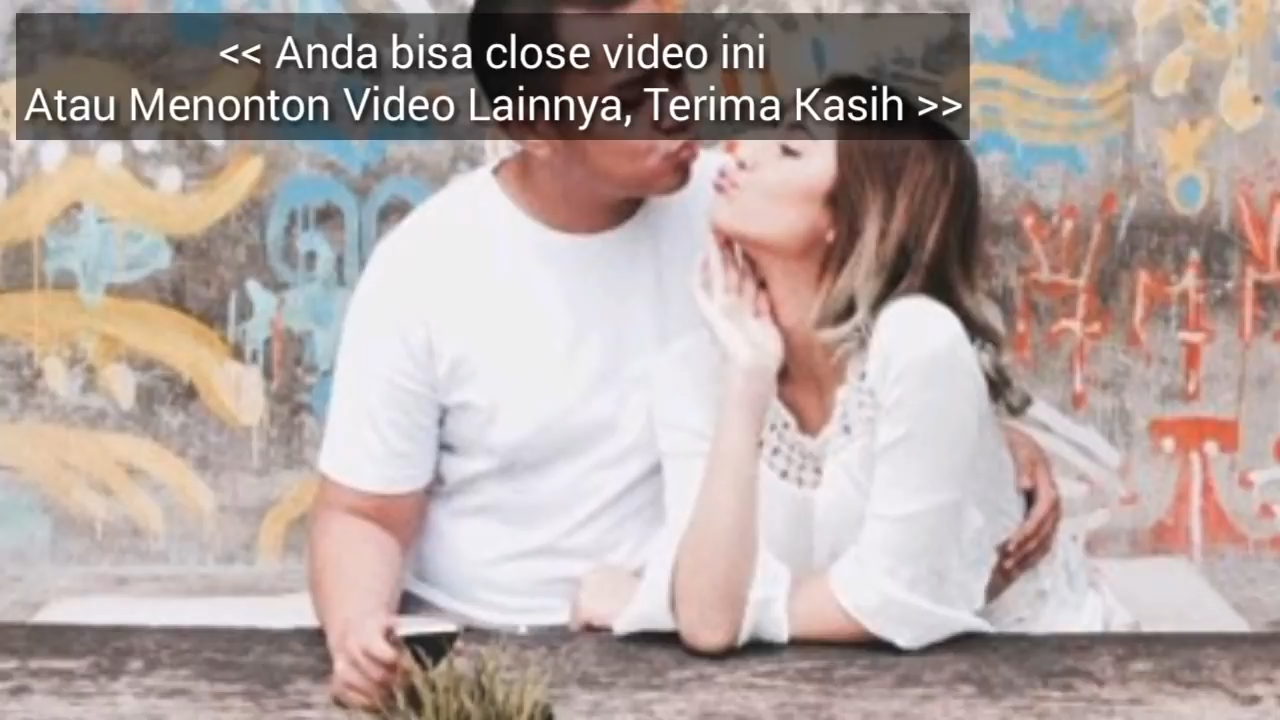 << Anda bisa close video ini
Atau Menonton Video Lainnya, Terima Kasih >>